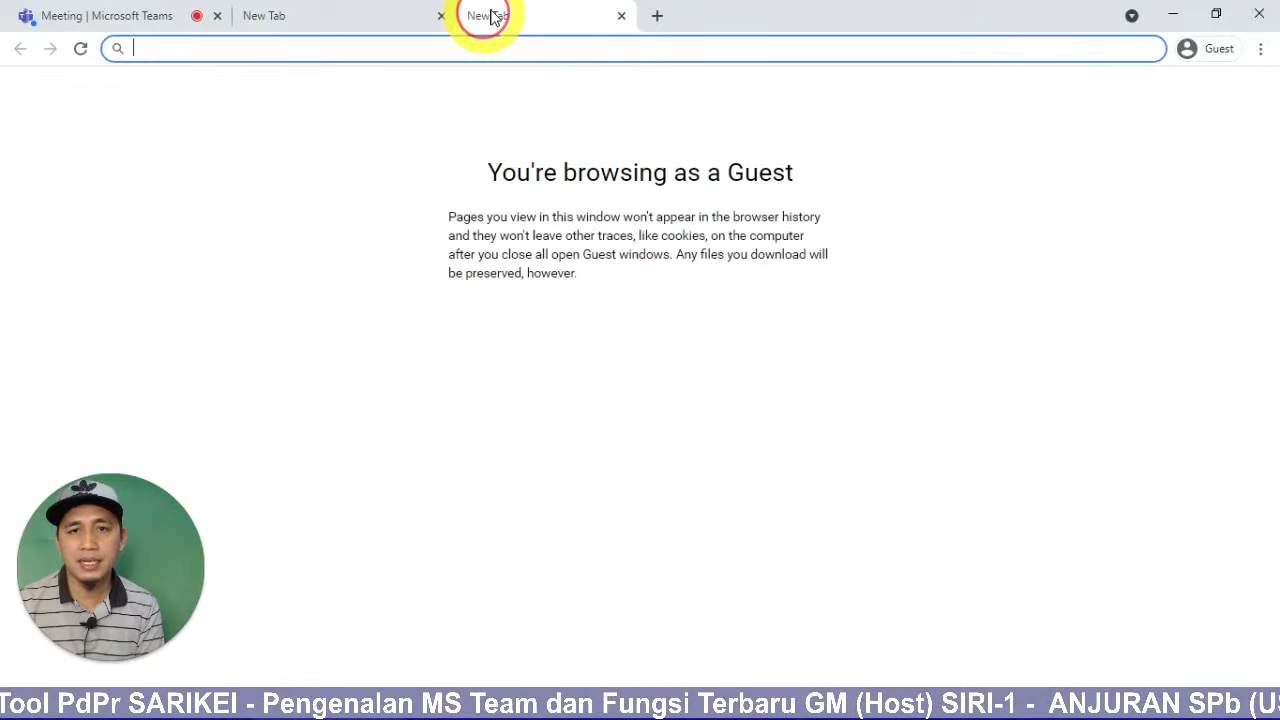 Meeting | Microsoft Teams
New Tab
New Tab
Guest
You're browsing as a Guest
Pages you view in this window won't appear in the browser history
and they won't leave other traces, like cookies, on the computer
after you close all open Guest windows. Any files you download will
be preserved, however.
Tool PdPr SARIKEI - Pengenalan MS Team dan Fungsi Terbaru GM (Host) SIRI-1 - ANJURAN SPb (U